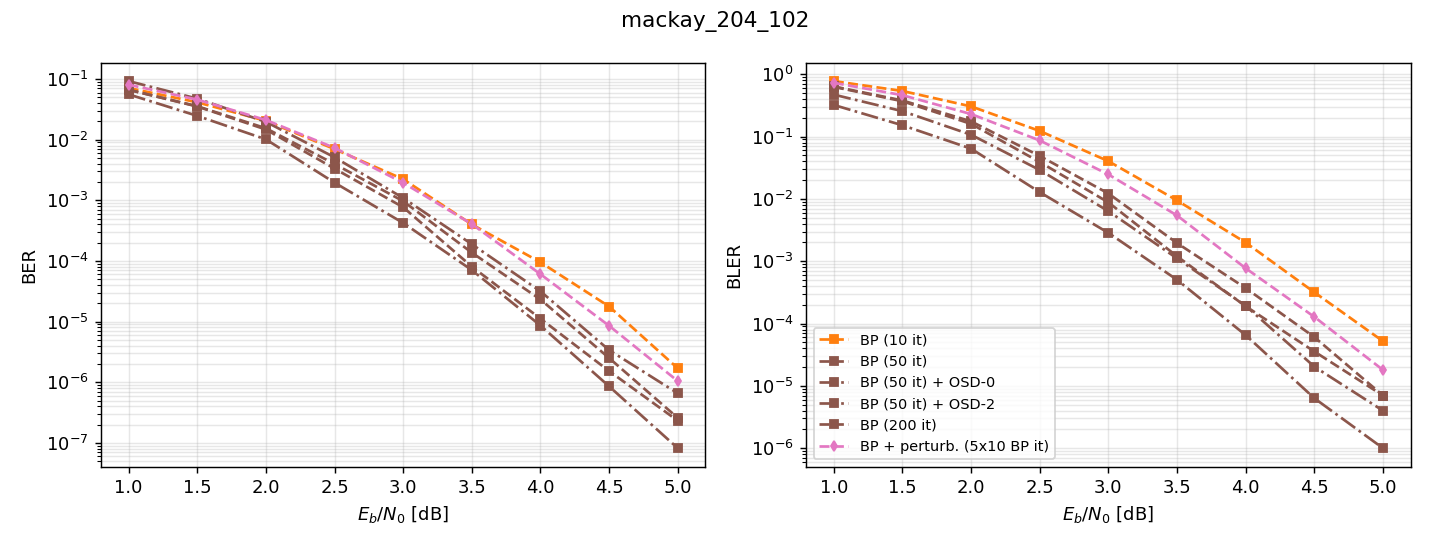 mackay_204_102
10⁻¹
10⁻²
10⁻³
10⁻⁴
10⁻⁵
10⁻⁶
10⁻⁷
BER
1.0 1.5 2.0 2.5 3.0 3.5 4.0 4.5 5.0
E_b/N_0 [dB]
10⁰
10⁻¹
10⁻²
10⁻³
10⁻⁴
10⁻⁵
10⁻⁶
BLER
BP (10 it)
BP (50 it)
BP (50 it) + OSD-0
BP (50 it) + OSD-2
BP (200 it)
BP + perturb. (5x10 BP it)
1.0 1.5 2.0 2.5 3.0 3.5 4.0 4.5 5.0
E_b/N_0 [dB]